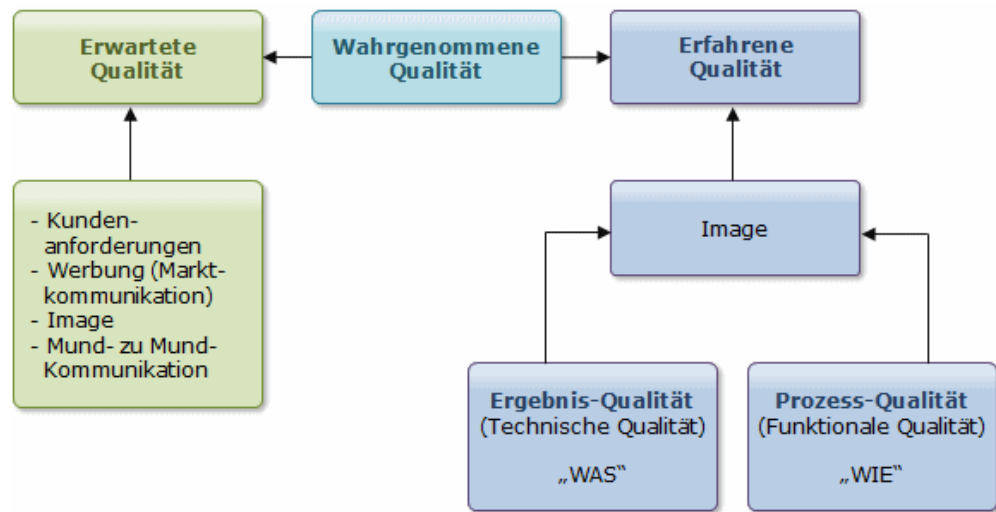 Erwartete
Qualität
Wahrgenommene
Qualität
Erfahrene
Qualität
- Kunden-
anforderungen
- Werbung (Markt-
kommunikation)
- Image
- Mund- zu Mund-
Kommunikation
Image
Ergebnis-Qualität
(Technische Qualität)
„WAS“
Prozess-Qualität
(Funktionale Qualität)
„WIE“